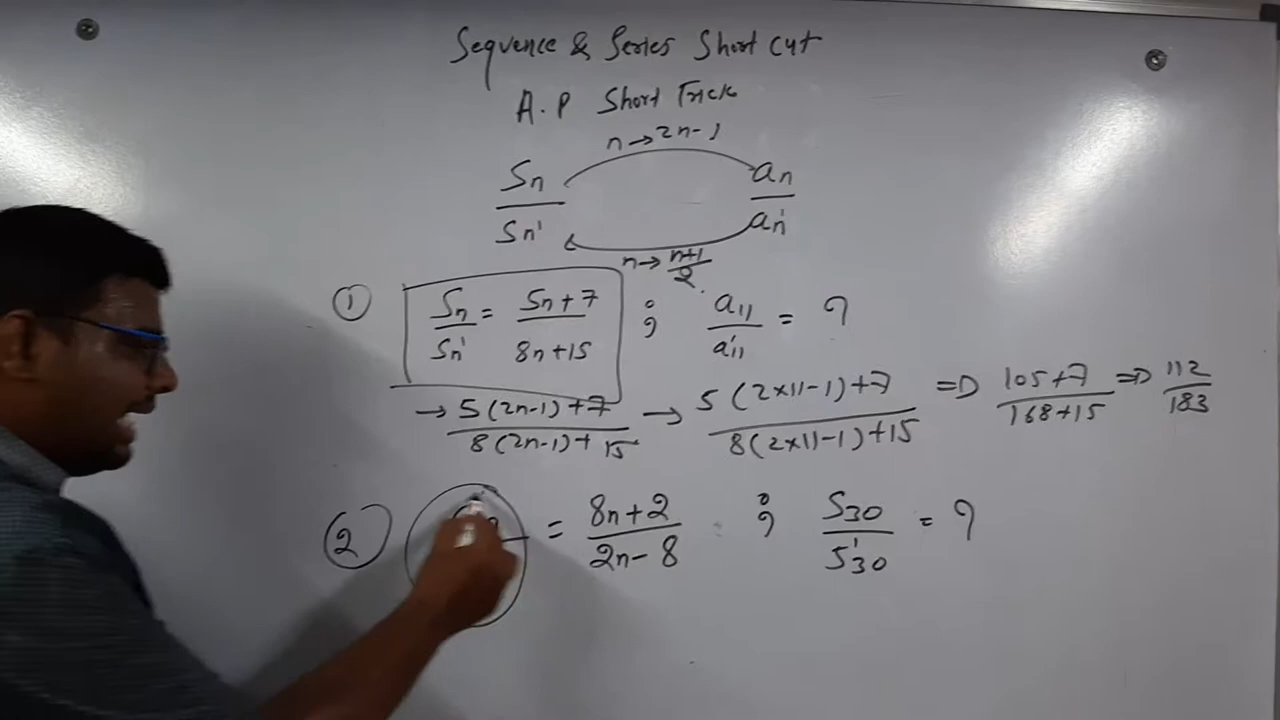 Sequence & Series Short cut
A.P Short Trick
n→2n-1
Sn/Sn' an/an'
n→n+1/2
① Sn/Sn' = 5n+7/8n+15 ; a11/a'11 = ?
→ 5(2n-1)+7/8(2n-1)+15 → 5(2×11-1)+7/8(2×11-1)+15 ⇒ 105+7/168+15 ⇒ 112/183
② = 8n+2/2n-8 ; S30/S'30 = ?